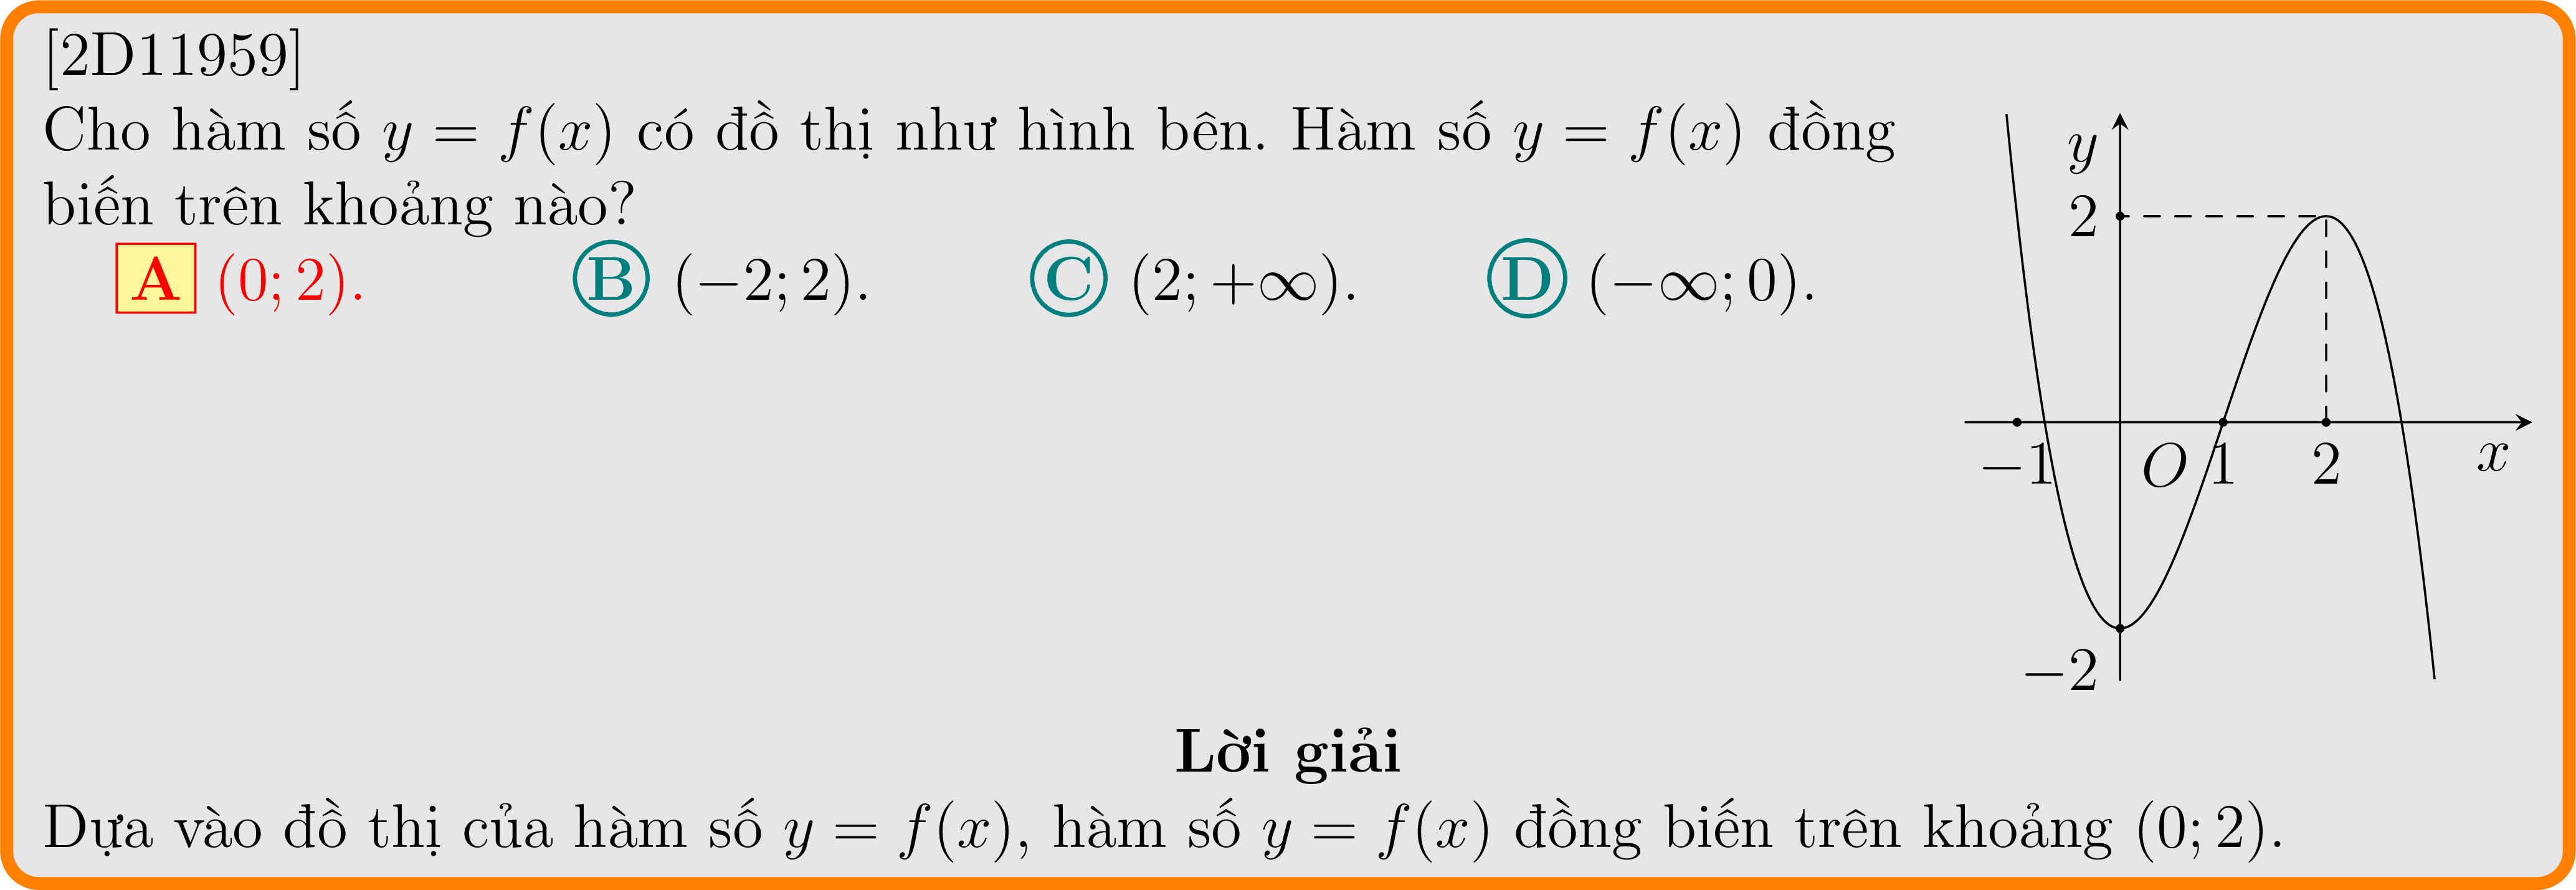 [2D11959]
Cho hàm số y = f(x) có đồ thị như hình bên. Hàm số y = f(x) đồng
biến trên khoảng nào?
A (0; 2). B (−2; 2). C (2; +∞). D (−∞; 0).
y
2
−1 O 1 2 x
−2
Lời giải
Dựa vào đồ thị của hàm số y = f(x), hàm số y = f(x) đồng biến trên khoảng (0; 2).